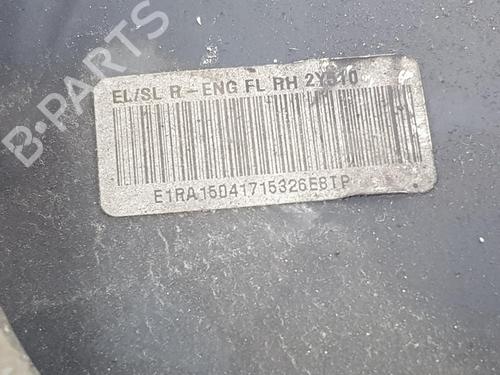 B-PARTS
EL/SL R-ENG FL RH 2Y510
E1RA15041715326E8TP